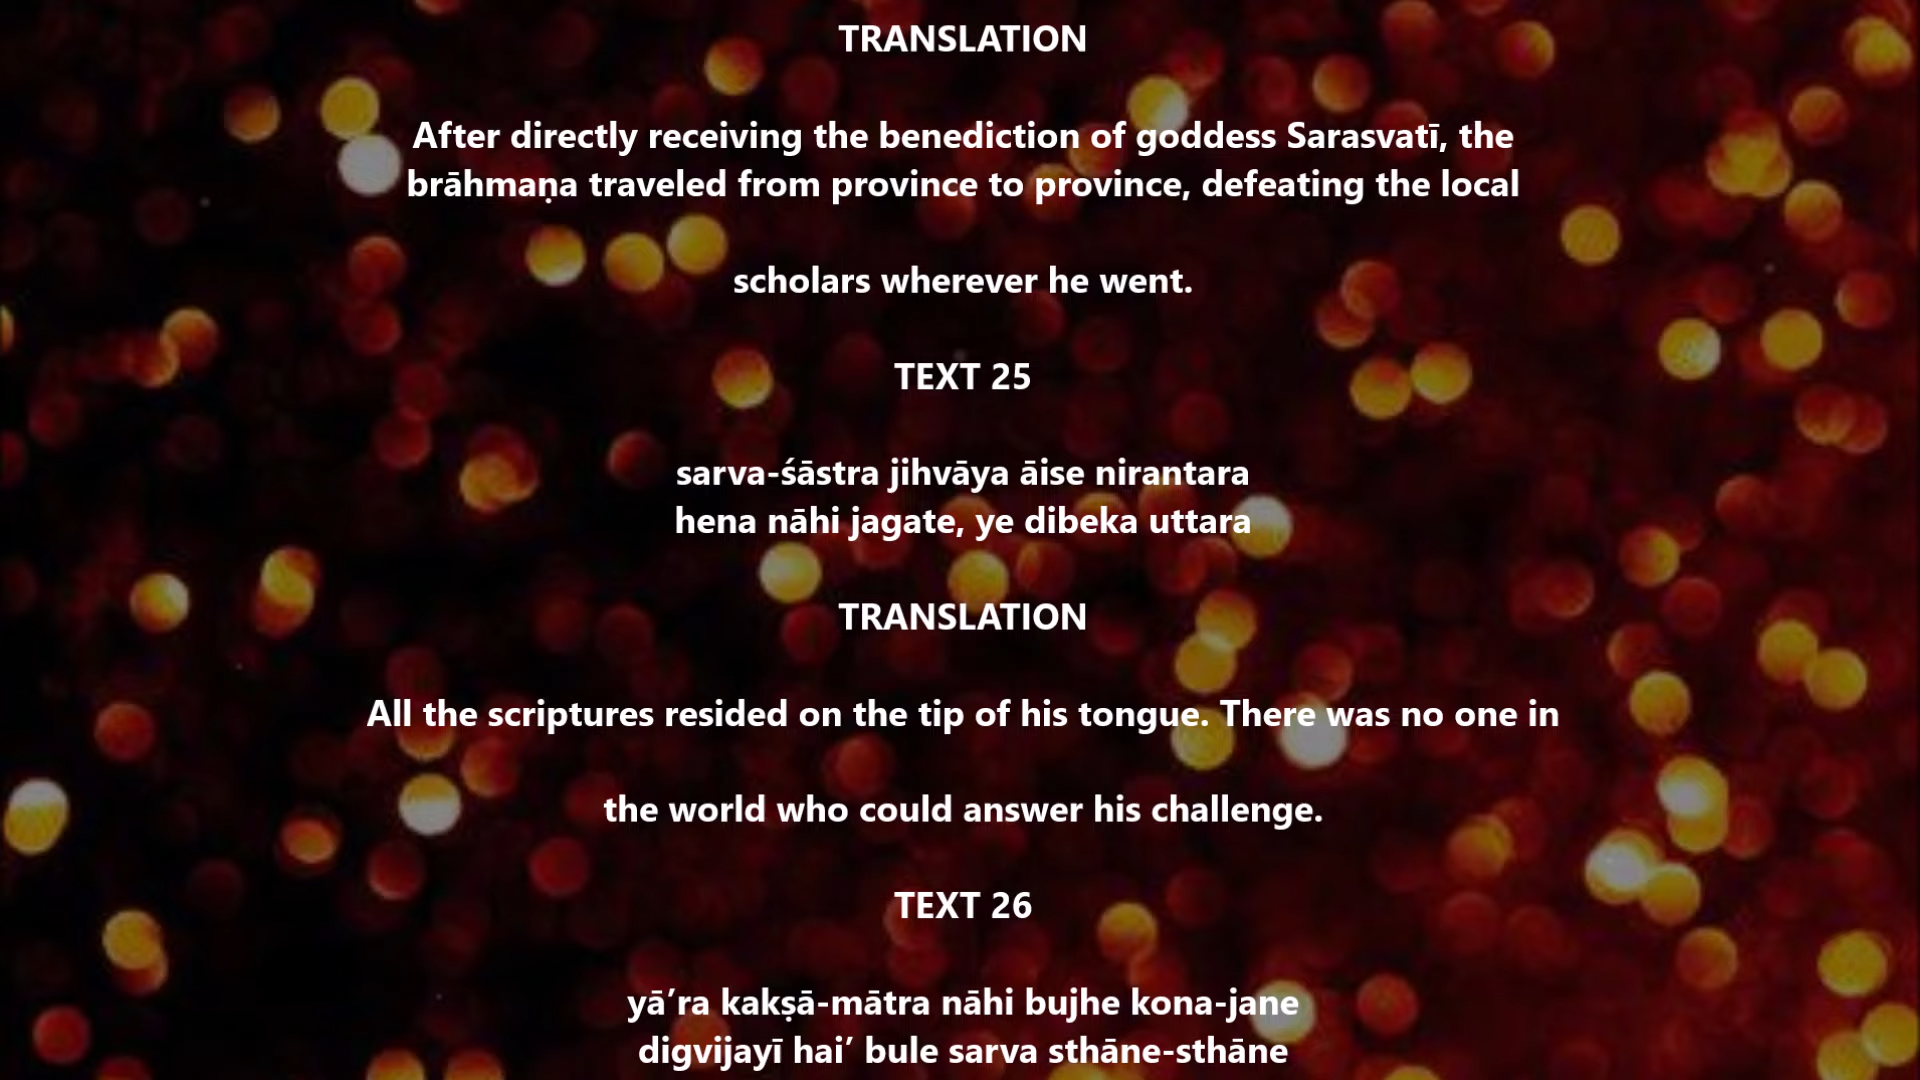 TRANSLATION
After directly receiving the benediction of goddess Sarasvatī, the
brāhmaṇa traveled from province to province, defeating the local
scholars wherever he went.
TEXT 25
sarva-śāstra jihvāya āise nirantara
hena nāhi jagate, ye dibeka uttara
TRANSLATION
All the scriptures resided on the tip of his tongue. There was no one in
the world who could answer his challenge.
TEXT 26
yā’ra kakṣā-mātra nāhi bujhe kona-jane
digvijayī hai’ bule sarva sthāne-sthāne